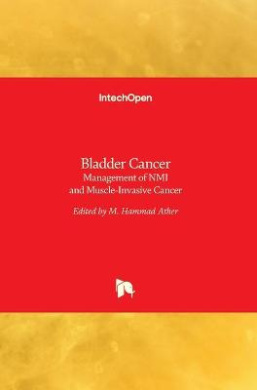 IntechOpen
Bladder Cancer
Management of NMI
and Muscle-Invasive Cancer
Edited by M. Hammad Ather